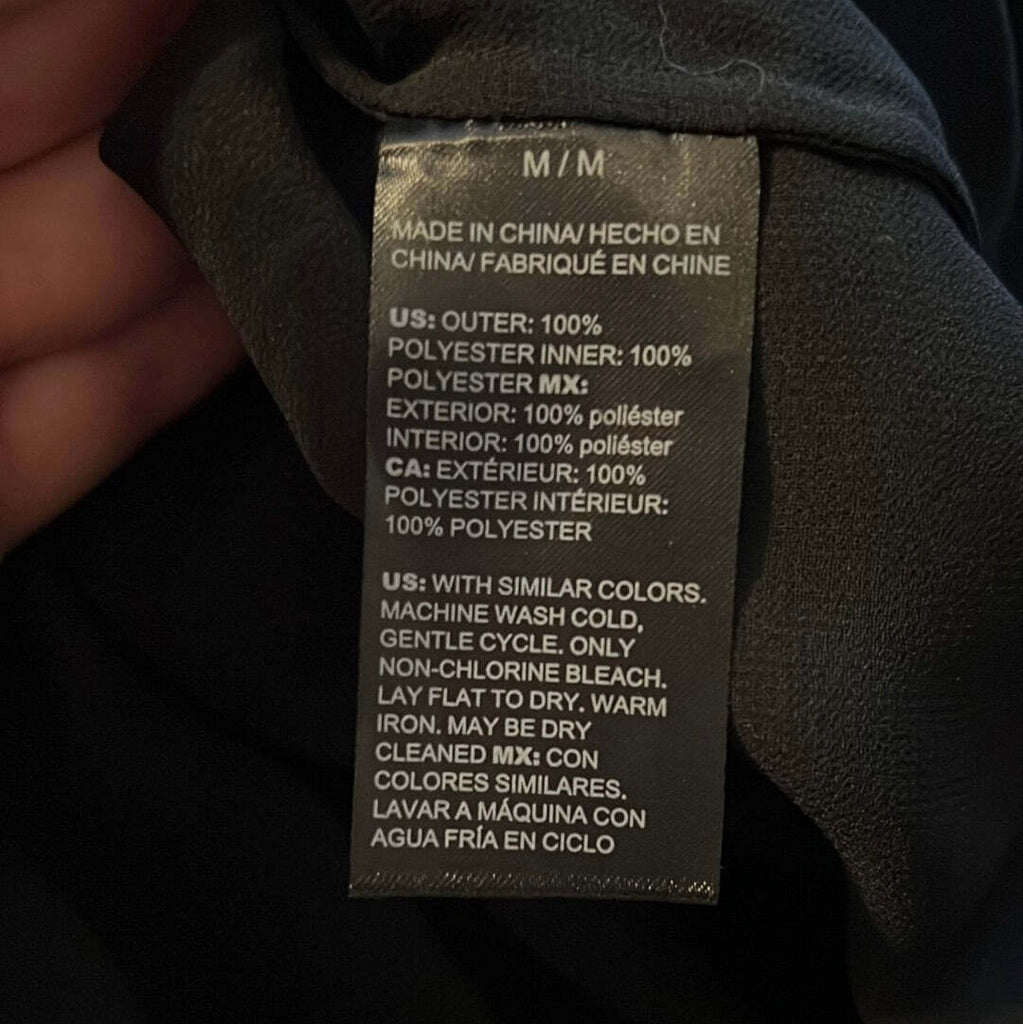 M / M
MADE IN CHINA/ HECHO EN
CHINA/ FABRIQUÉ EN CHINE
US: OUTER: 100%
POLYESTER INNER: 100%
POLYESTER MX:
EXTERIOR: 100% poliéster
INTERIOR: 100% poliéster
CA: EXTÉRIEUR: 100%
POLYESTER INTÉRIEUR:
100% POLYESTER
US: WITH SIMILAR COLORS.
MACHINE WASH COLD,
GENTLE CYCLE. ONLY
NON-CHLORINE BLEACH.
LAY FLAT TO DRY. WARM
IRON. MAY BE DRY
CLEANED MX: CON
COLORES SIMILARES.
LAVAR A MÁQUINA CON
AGUA FRÍA EN CICLO